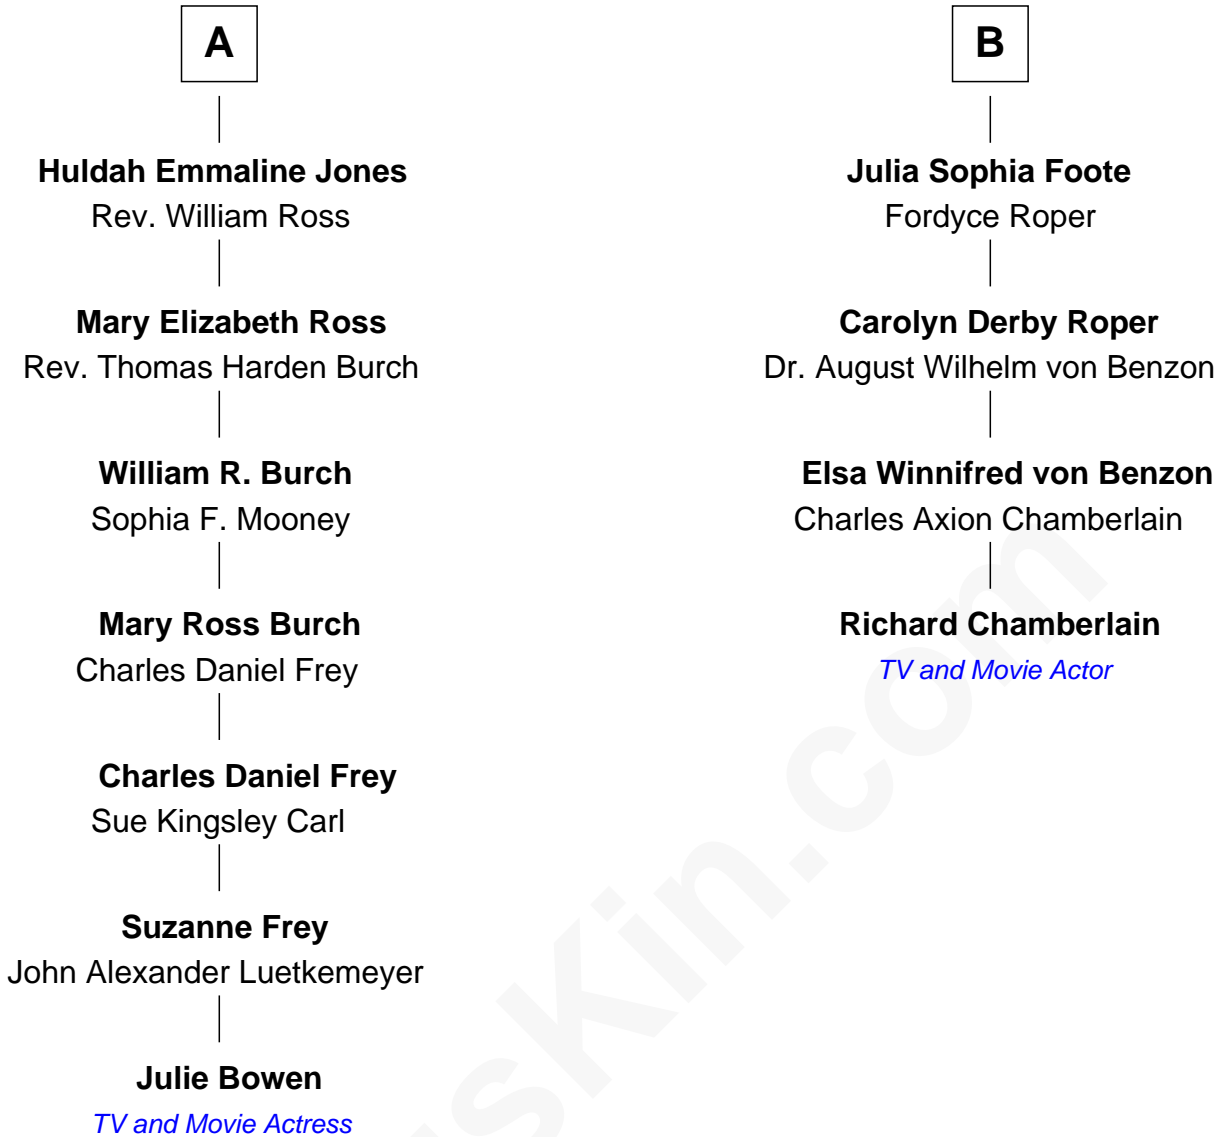 A
Huldah Emmaline Jones
Rev. William Ross
Mary Elizabeth Ross
Rev. Thomas Harden Burch
William R. Burch
Sophia F. Mooney
Mary Ross Burch
Charles Daniel Frey
Charles Daniel Frey
Sue Kingsley Carl
Suzanne Frey
John Alexander Luetkemeyer
Julie Bowen
TV and Movie Actress
B
Julia Sophia Foote
Fordyce Roper
Carolyn Derby Roper
Dr. August Wilhelm von Benzon
Elsa Winnifred von Benzon
Charles Axion Chamberlain
Richard Chamberlain
TV and Movie Actor
usKin.com